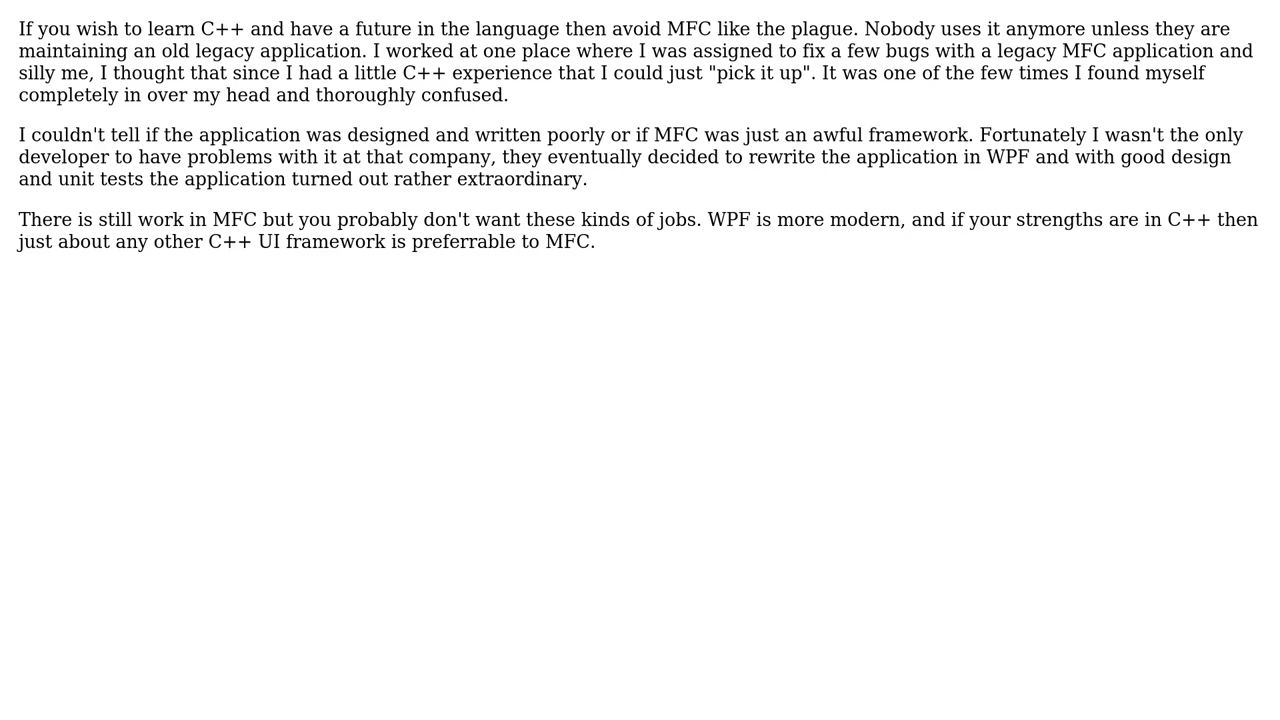 If you wish to learn C++ and have a future in the language then avoid MFC like the plague. Nobody uses it anymore unless they are
maintaining an old legacy application. I worked at one place where I was assigned to fix a few bugs with a legacy MFC application and
silly me, I thought that since I had a little C++ experience that I could just "pick it up". It was one of the few times I found myself
completely in over my head and thoroughly confused.
I couldn't tell if the application was designed and written poorly or if MFC was just an awful framework. Fortunately I wasn't the only
developer to have problems with it at that company, they eventually decided to rewrite the application in WPF and with good design
and unit tests the application turned out rather extraordinary.
There is still work in MFC but you probably don't want these kinds of jobs. WPF is more modern, and if your strengths are in C++ then
just about any other C++ UI framework is preferrable to MFC.